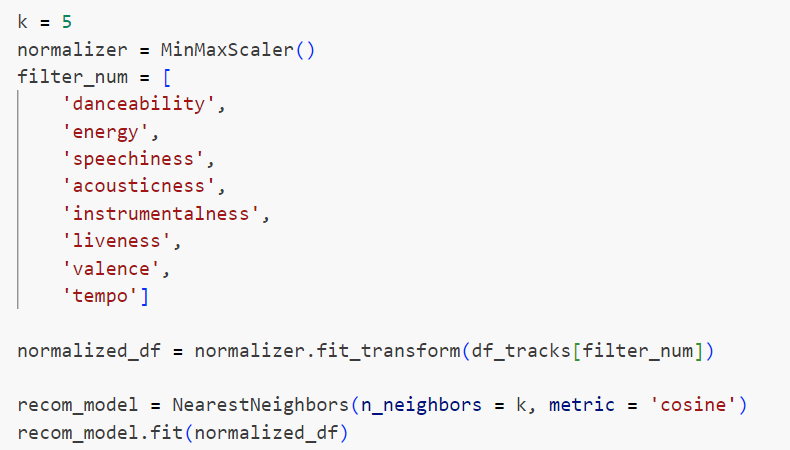 k = 5
normalizer = MinMaxScaler()
filter_num = [
    'danceability',
    'energy',
    'speechiness',
    'acousticness',
    'instrumentalness',
    'liveness',
    'valence',
    'tempo']

normalized_df = normalizer.fit_transform(df_tracks[filter_num])

recom_model = NearestNeighbors(n_neighbors = k, metric = 'cosine')
recom_model.fit(normalized_df)